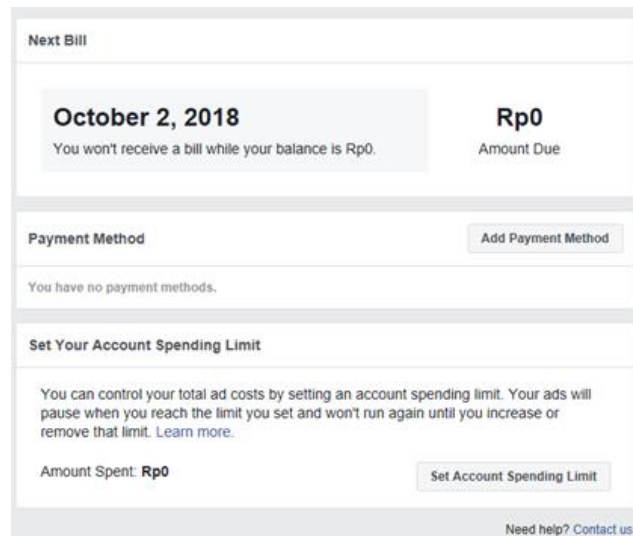 Next Bill
October 2, 2018
Rp0
You won't receive a bill while your balance is Rp0.
Amount Due
Payment Method
Add Payment Method
You have no payment methods.
Set Your Account Spending Limit
You can control your total ad costs by setting an account spending limit. Your ads will
pause when you reach the limit you set and won't run again until you increase or
remove that limit. Learn more.
Amount Spent: Rp0
Set Account Spending Limit
Need help? Contact us